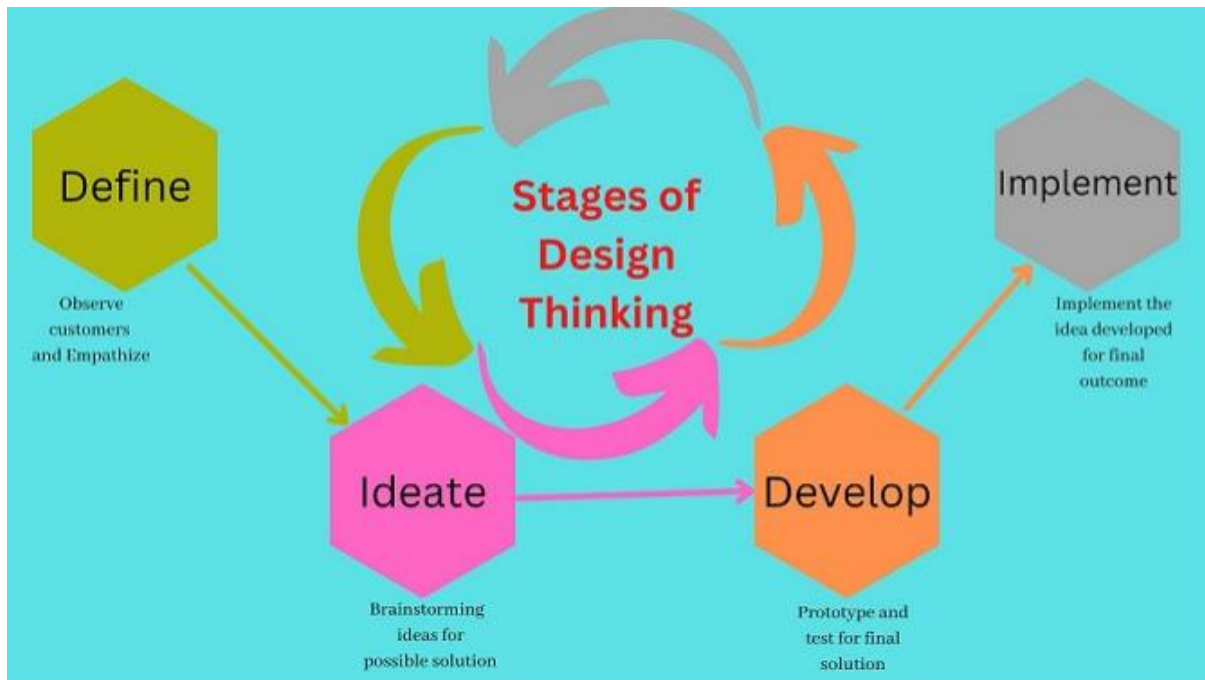 Define
Observe
customers
and Empathize
Stages of
Design
Thinking
Ideate
Brainstorming
ideas for
possible solution
Develop
Prototype and
test for final
solution
Implement
Implement the
idea developed
for final
outcome